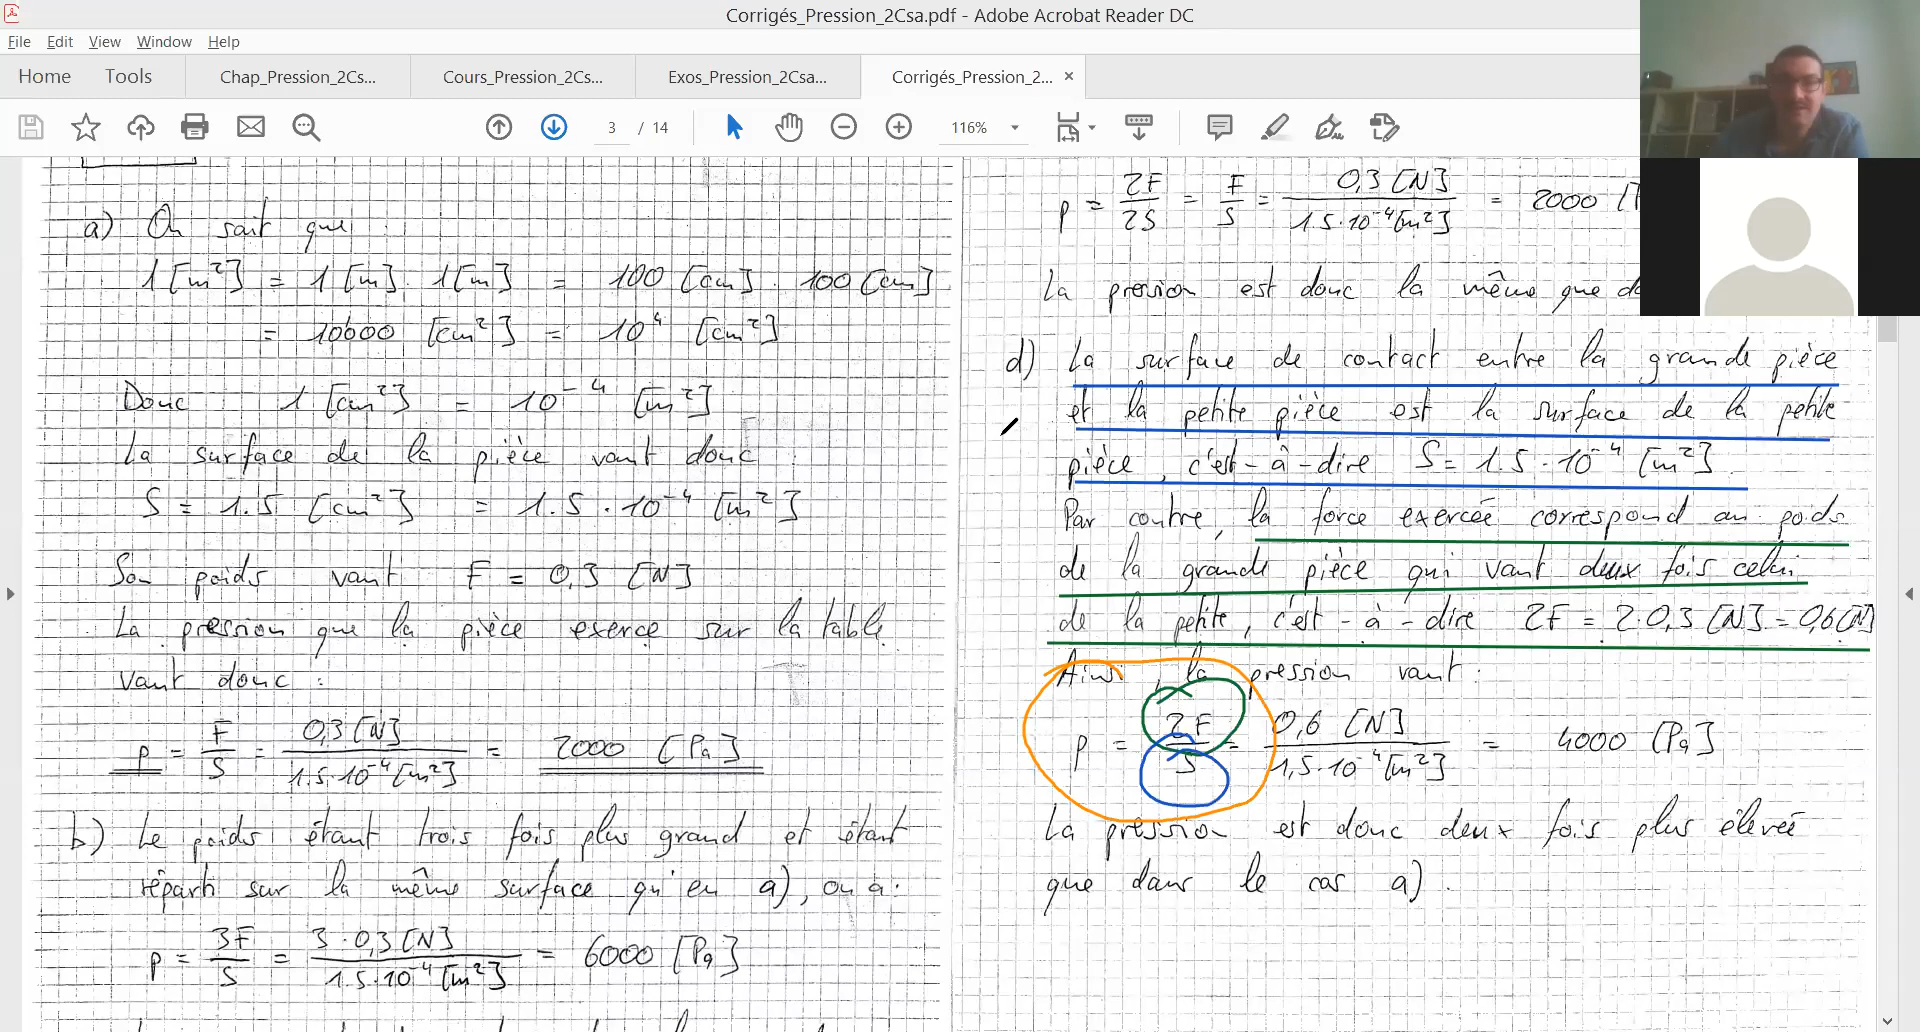 Corrigés_Pression_2Csa.pdf - Adobe Acrobat Reader DC
File Edit View Window Help
Home Tools Chap_Pression_2Cs... Cours_Pression_2Cs... Exos_Pression_2Csa... Corrigés_Pression_2... ×
3 / 14 116%
a) On sait que
1 [m²] = 1 [m] · 1 [m] = 100 [cm] · 100 [cm]
= 10000 [cm²] = 10⁴ [cm²]
Donc 1 [cm²] = 10⁻⁴ [m²]
La surface de la pièce vaut donc
S = 1.5 [cm²] = 1.5 · 10⁻⁴ [m²]
Son poids vaut F = 0,3 [N]
La pression que la pièce exerce sur la table
vaut donc :
p = F/S = 0,3 [N] / 1.5·10⁻⁴ [m²] = 2000 [Pa]
b) Le poids étant trois fois plus grand et étant
réparti sur la même surface qu'en a), on a :
p = 3F/S = 3 · 0,3 [N] / 1.5·10⁻⁴ [m²] = 6000 [Pa]
p = 2F/2S = F/S = 0,3 [N] / 1.5·10⁻⁴ [m²] = 2000 [P
La pression est donc la même que d
d) La surface de contact entre la grande pièce
et la petite pièce est la surface de la petite
pièce, c'est-à-dire S = 1.5 · 10⁻⁴ [m²].
Par contre, la force exercée correspond au poids
de la grande pièce qui vaut deux fois celui
de la petite, c'est-à-dire 2F = 2·0,3 [N] = 0,6 [N]
Ainsi, la pression vaut :
p = 2F/S = 0,6 [N] / 1,5·10⁻⁴ [m²] = 4000 [Pa]
La pression est donc deux fois plus élevée
que dans le cas a).